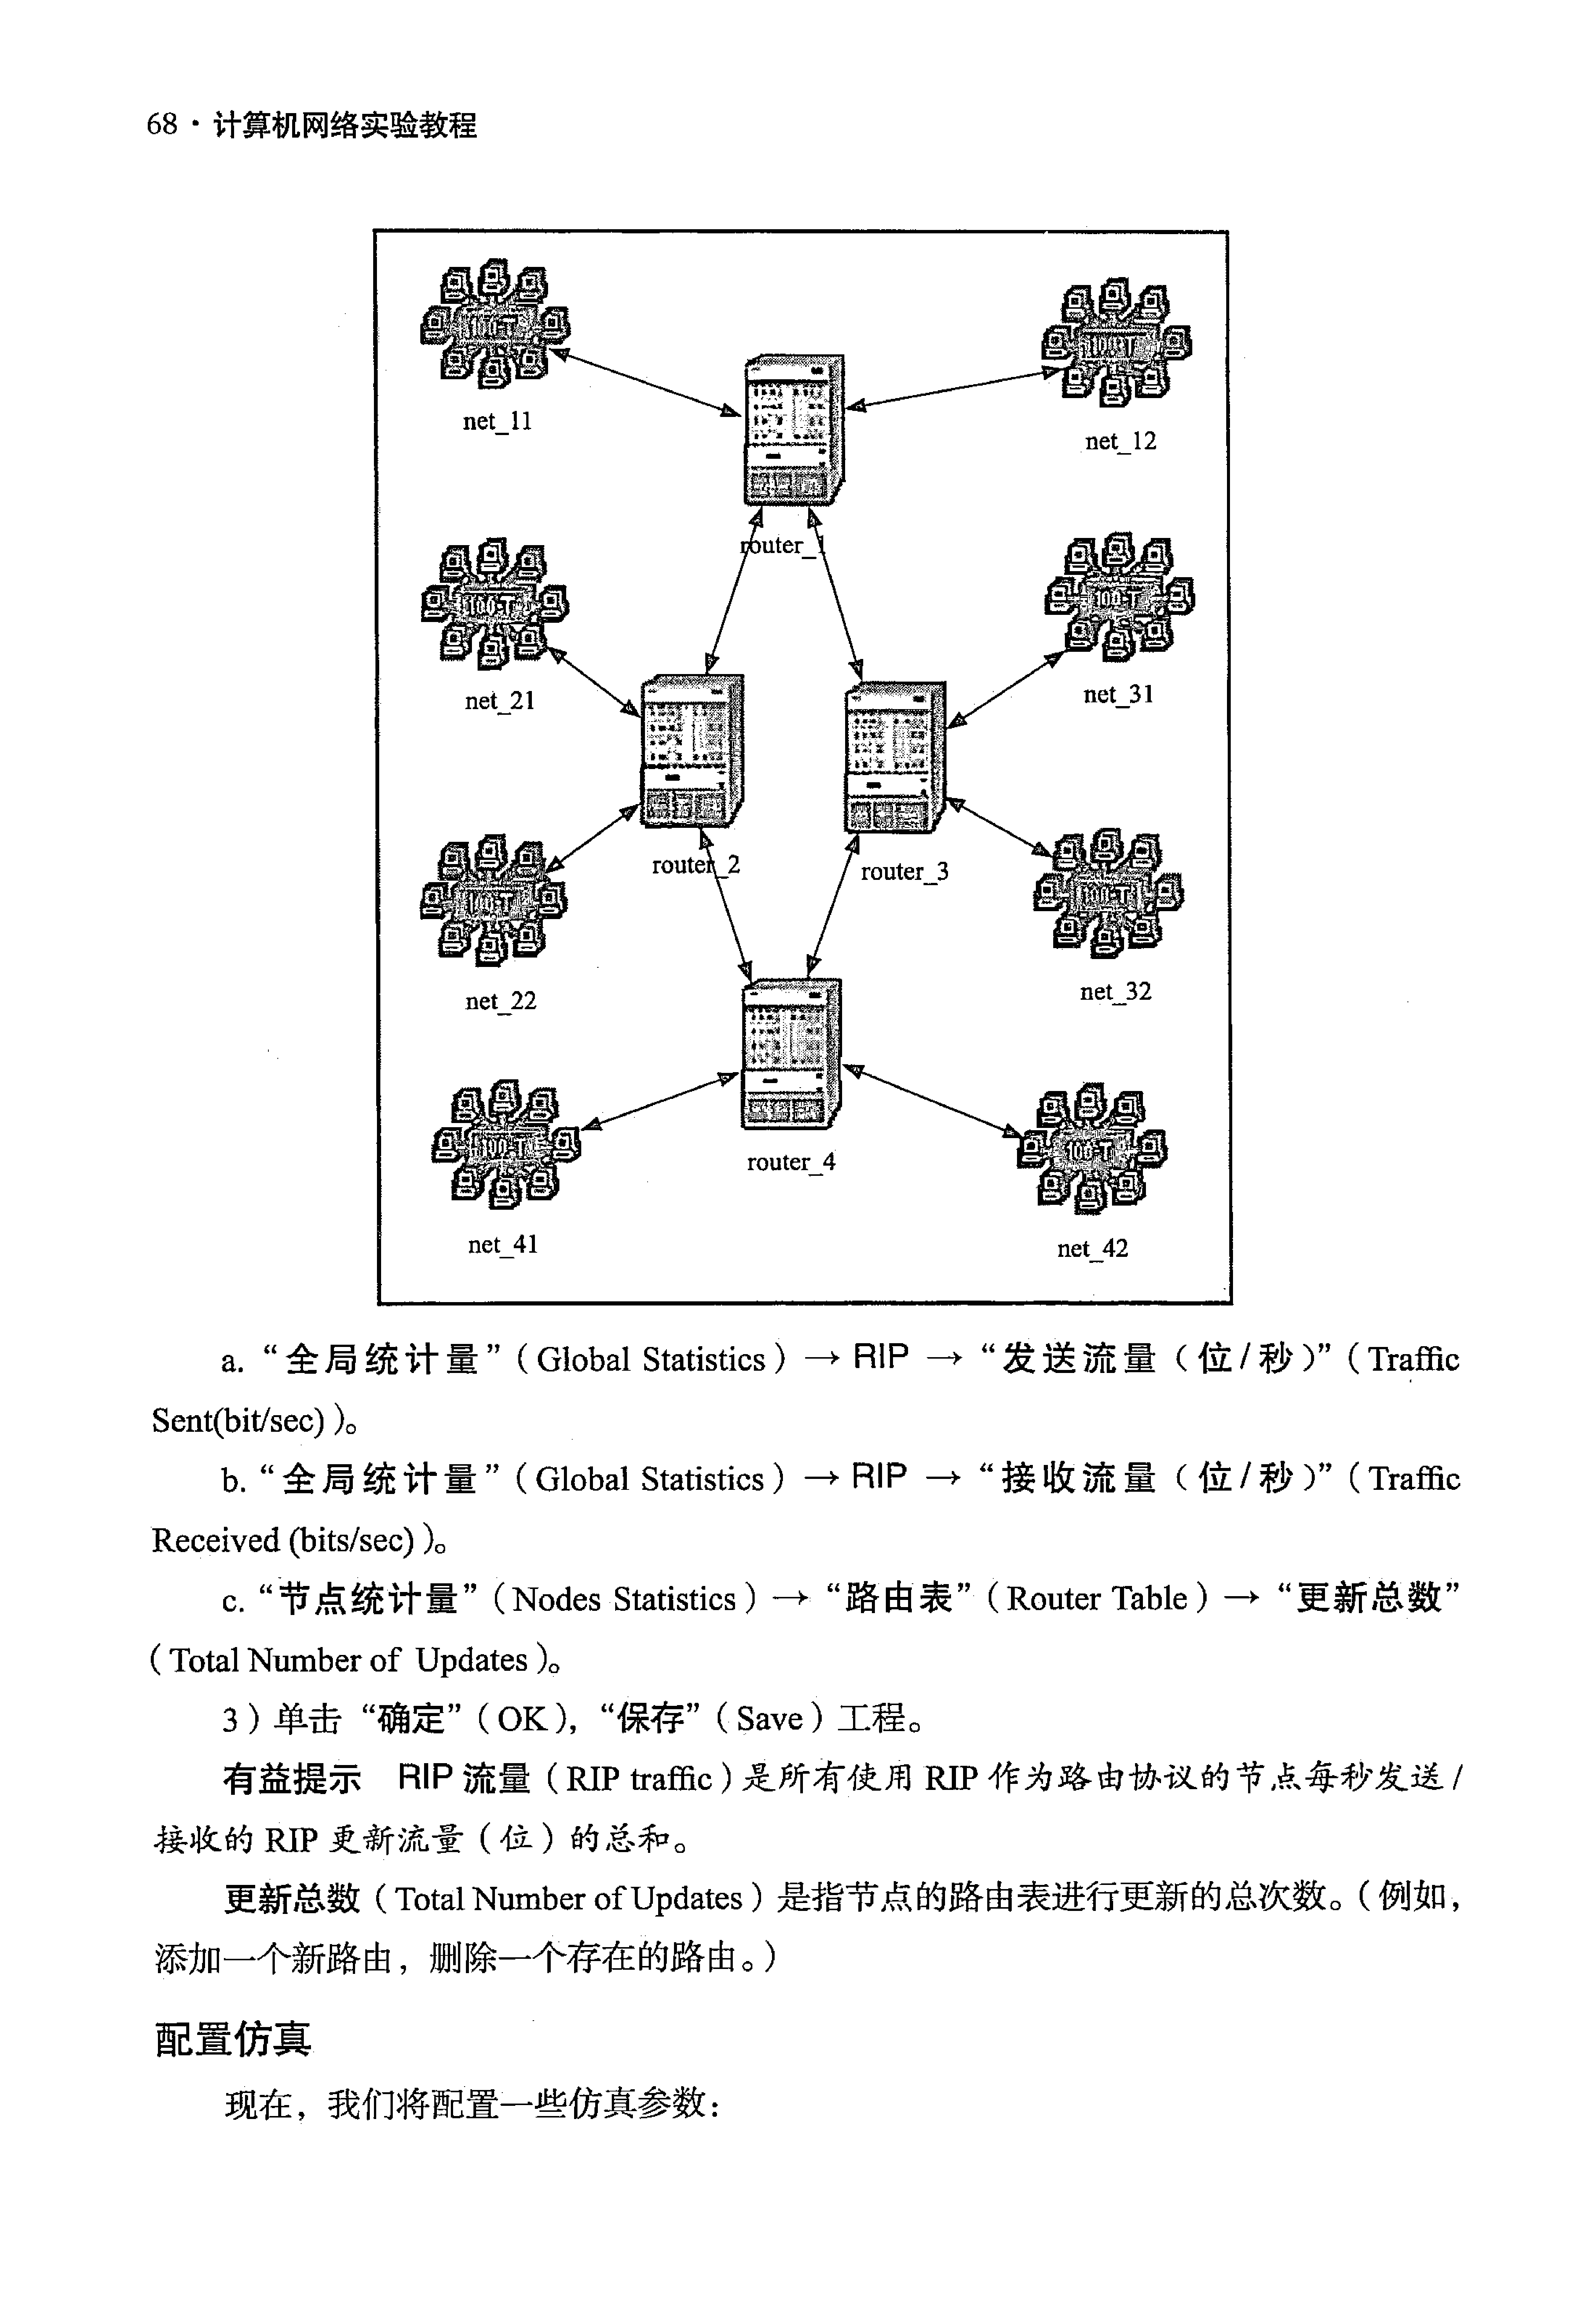 68·计算机网络实验教程
100-T
100-T
net_11
net_12
router_1
100-T
100-T
net_21
net_31
router_2
router_3
100-T
100-T
net_22
net_32
100-T
100-T
router_4
net_41
net_42
a. “全局统计量”（Global Statistics）→ RIP → “发送流量（位/秒）”（Traffic
Sent(bit/sec)）。
b. “全局统计量”（Global Statistics）→ RIP → “接收流量（位/秒）”（Traffic
Received (bits/sec)）。
c. “节点统计量”（Nodes Statistics）→ “路由表”（Router Table）→ “更新总数”
（Total Number of Updates）。
3）单击“确定”（OK），“保存”（Save）工程。
有益提示 RIP 流量（RIP traffic）是所有使用 RIP 作为路由协议的节点每秒发送/
接收的 RIP 更新流量（位）的总和。
更新总数（Total Number of Updates）是指节点的路由表进行更新的总次数。（例如，
添加一个新路由，删除一个存在的路由。）
配置仿真
现在，我们将配置一些仿真参数：